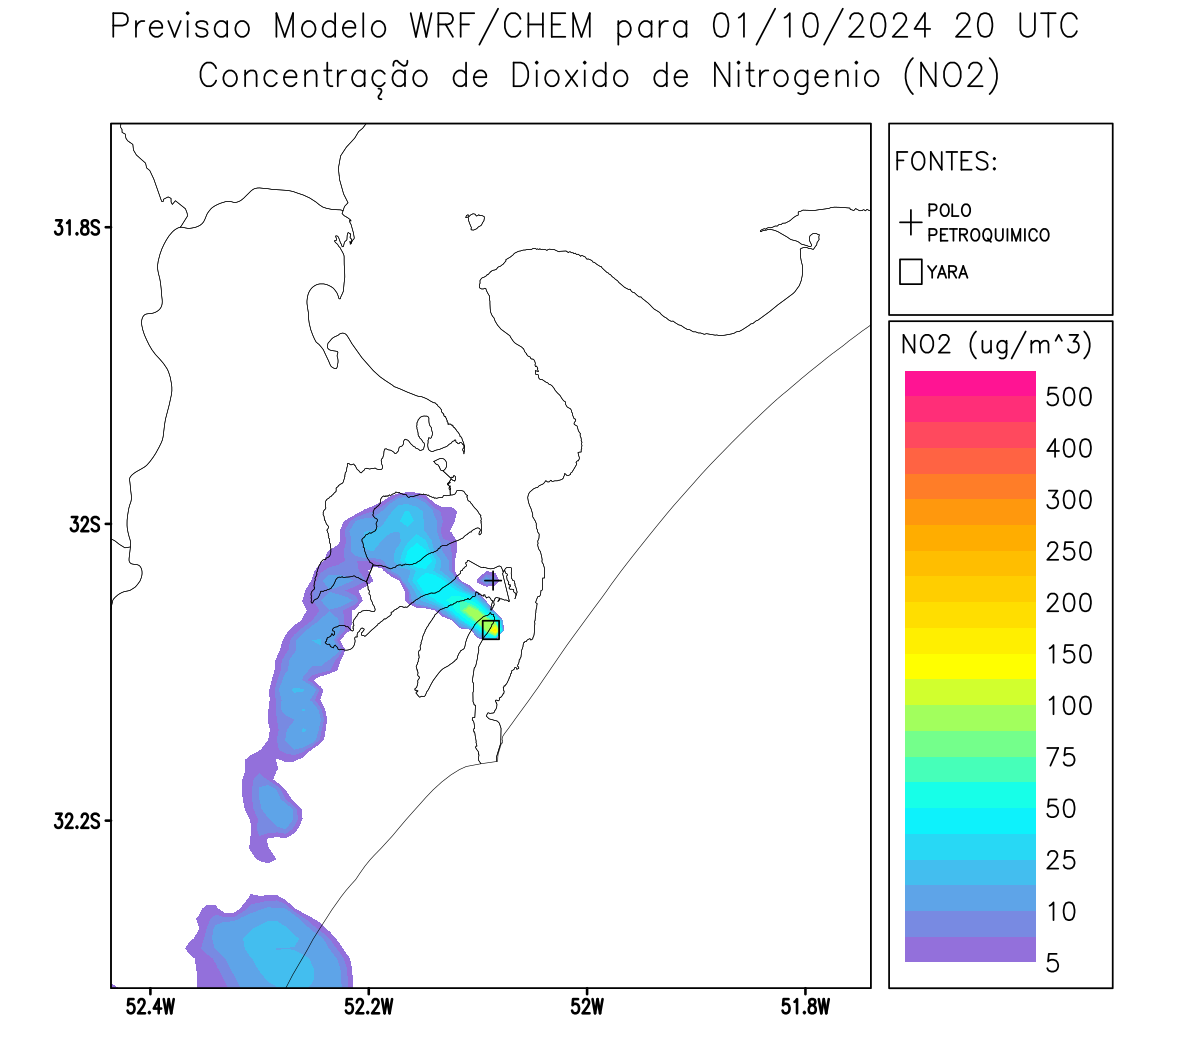 Previsao Modelo WRF/CHEM para 01/10/2024 20 UTC
Concentração de Dioxido de Nitrogenio (NO2)
FONTES:
POLO
PETROQUIMICO
YARA
NO2 (ug/m^3)
500
400
300
250
200
150
100
75
50
25
10
5
31.8S
32S
32.2S
52.4W
52.2W
52W
51.8W